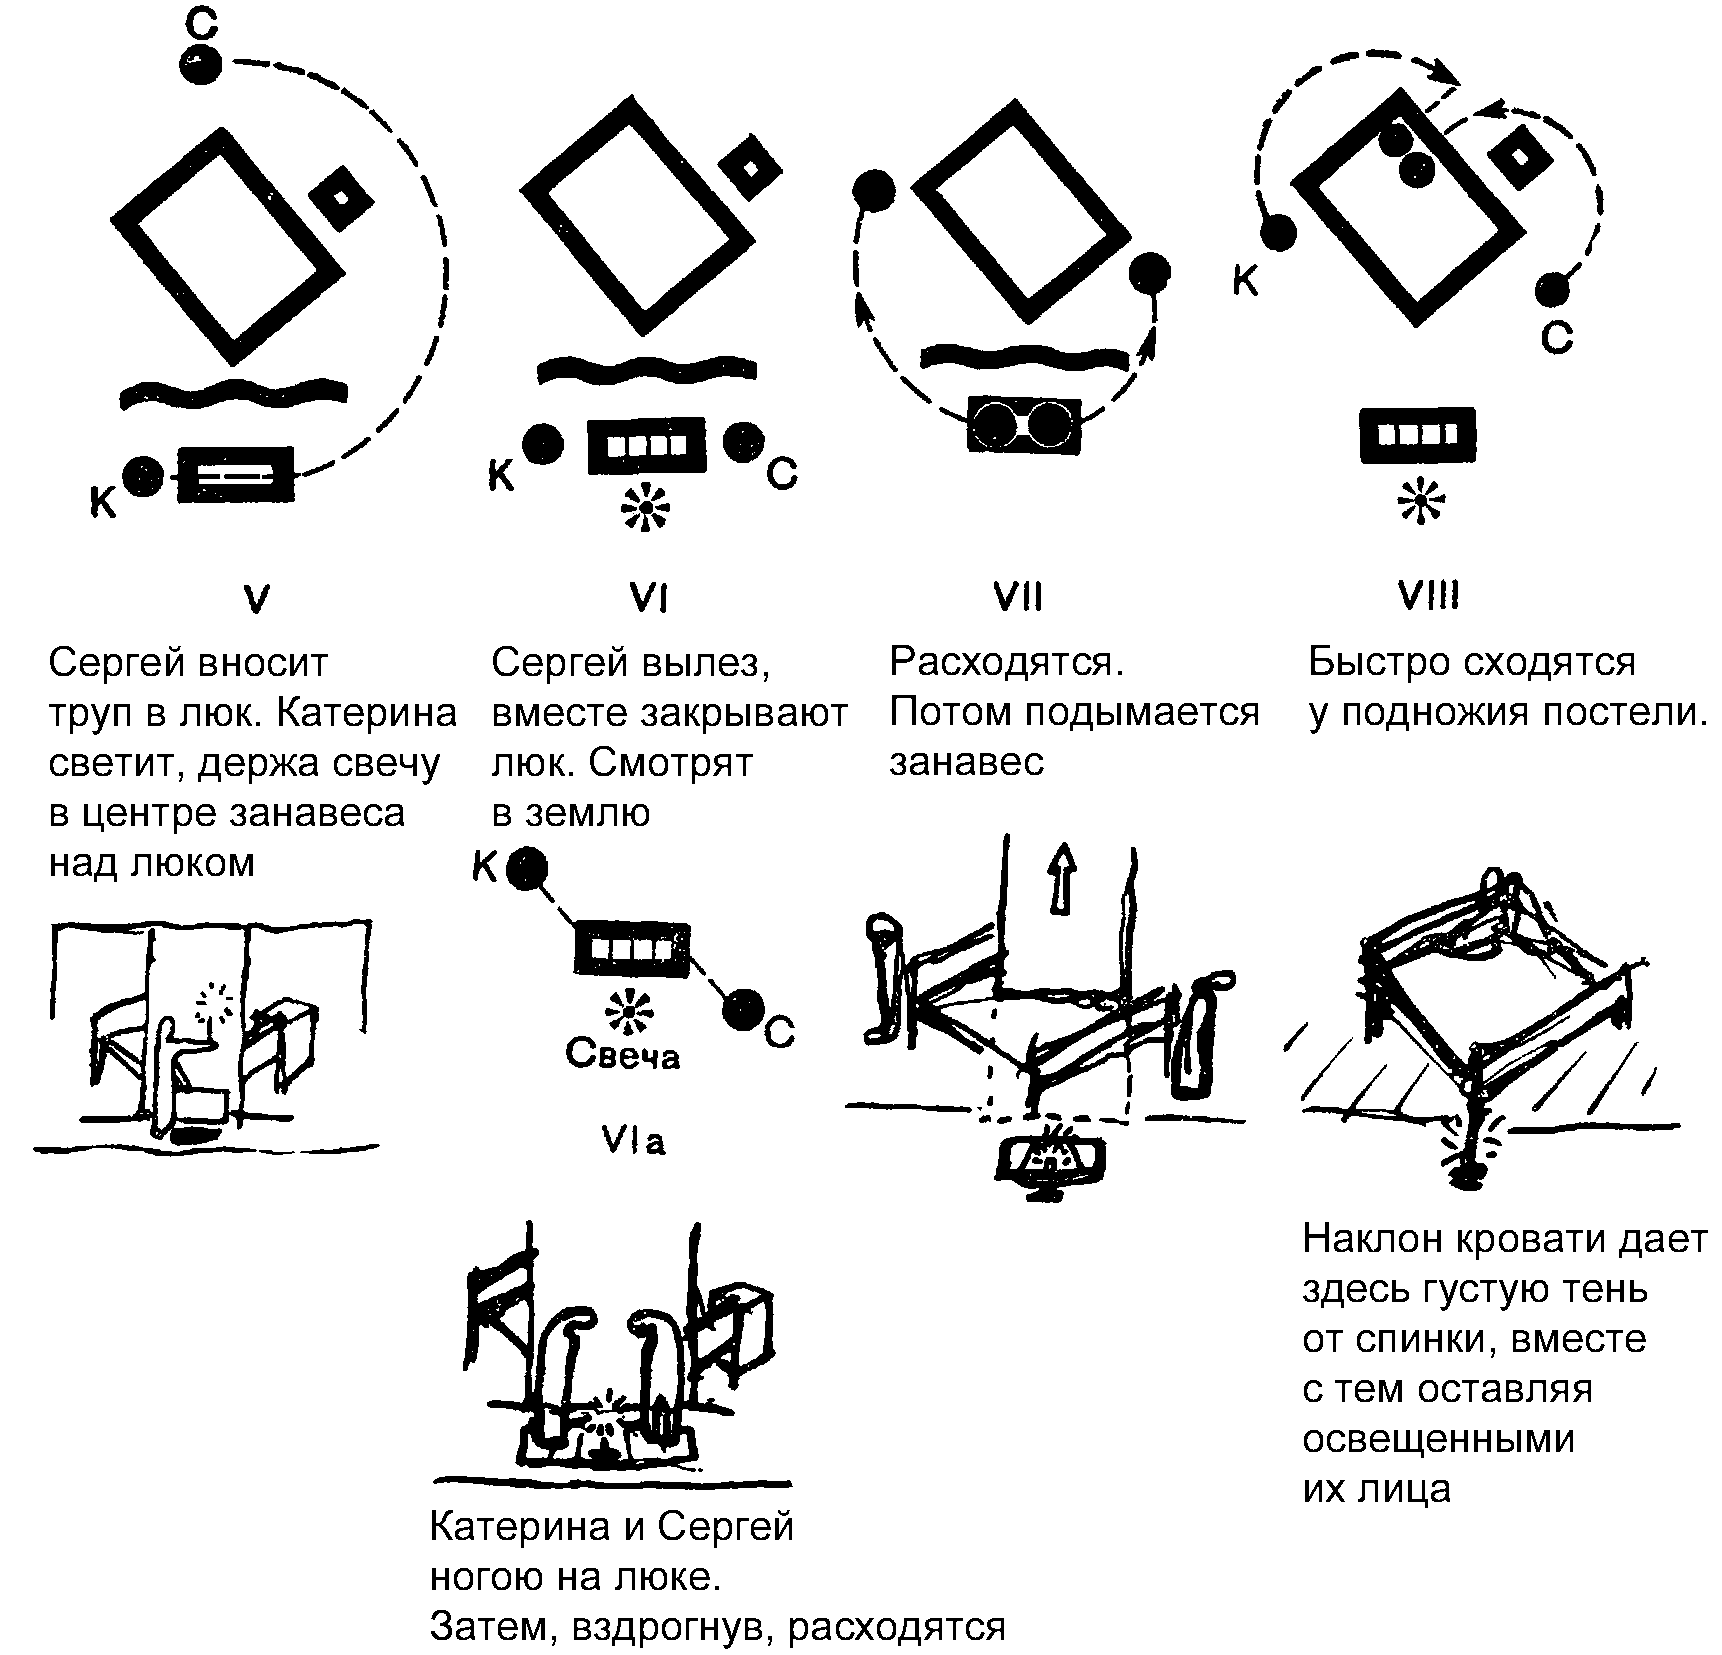 С
К
V
Сергей вносит
труп в люк. Катерина
светит, держа свечу
в центре занавеса
над люком
К
С
VI
Сергей вылез,
вместе закрывают
люк. Смотрят
в землю
К
С
Свеча
VIa
Катерина и Сергей
ногою на люке.
Затем, вздрогнув, расходятся
VII
Расходятся.
Потом подымается
занавес
К
С
VIII
Быстро сходятся
у подножия постели.
Наклон кровати дает
здесь густую тень
от спинки, вместе
с тем оставляя
освещенными
их лица